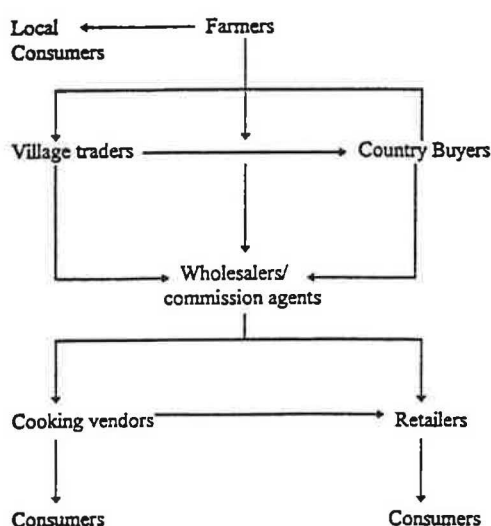 Local Farmers
Consumers
Village traders Country Buyers
Wholesalers/
commission agents
Cooking vendors Retailers
Consumers Consumers